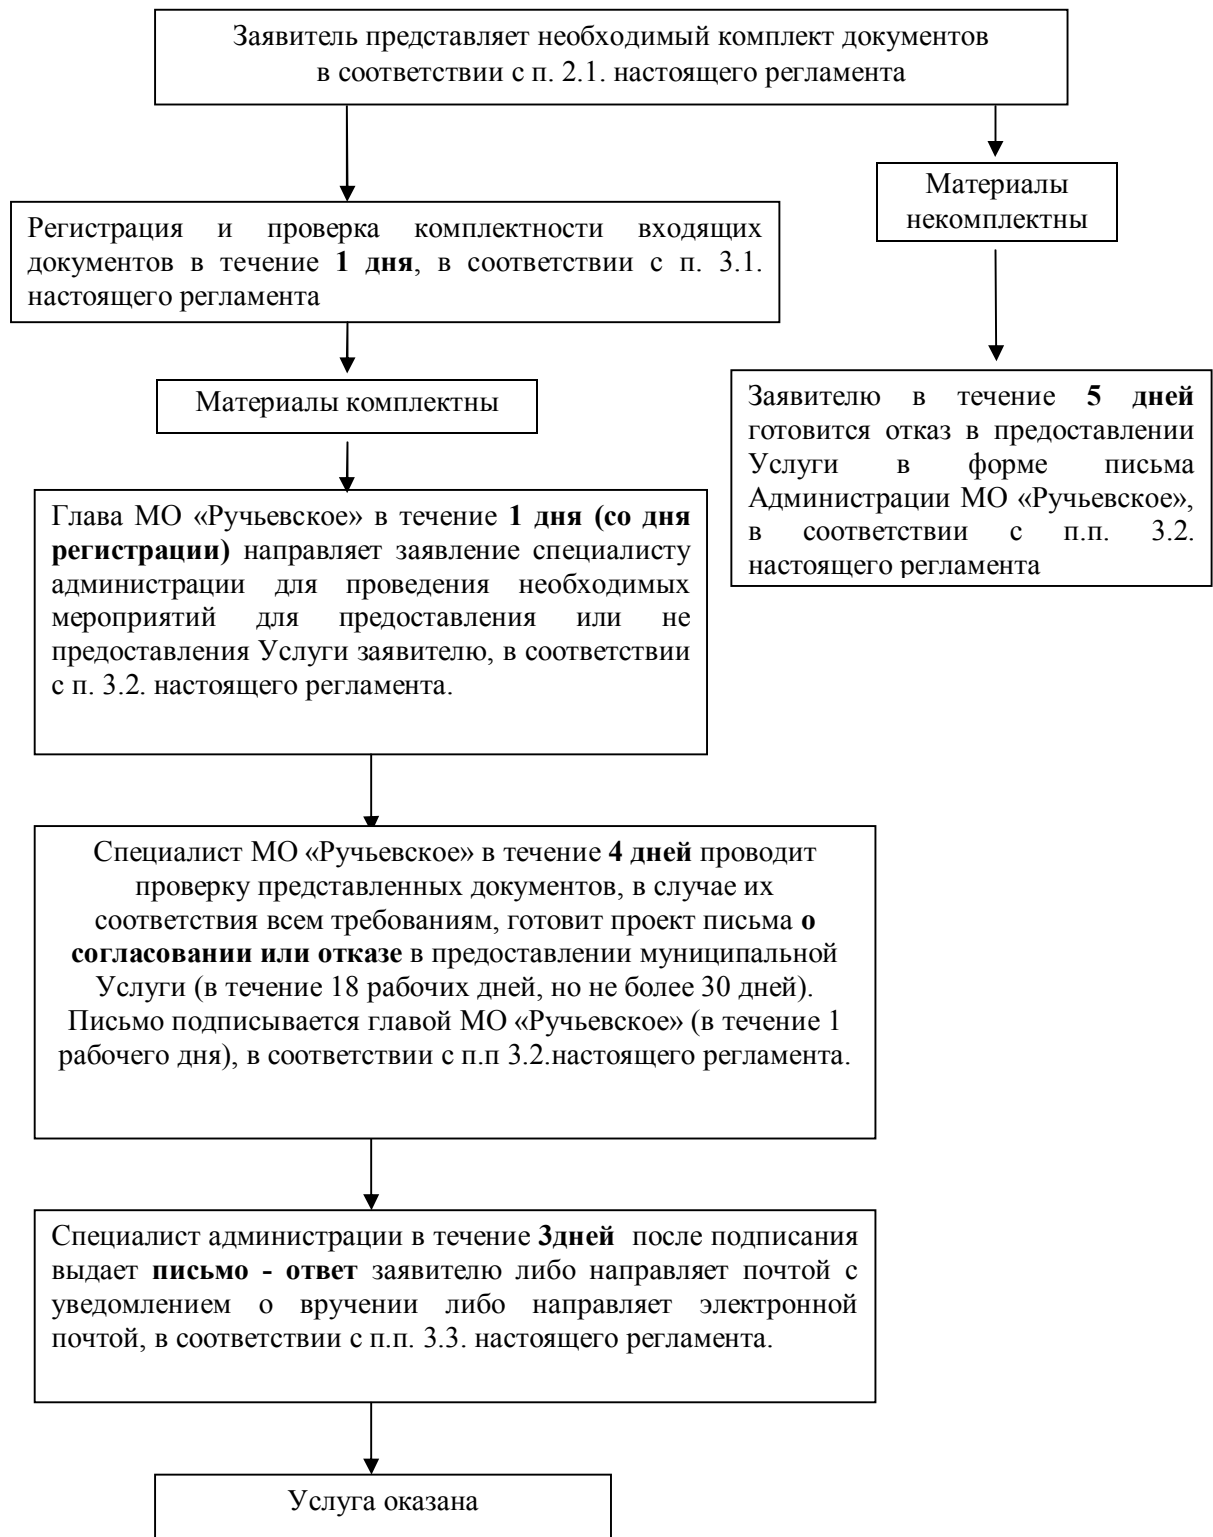 Заявитель представляет необходимый комплект документов
в соответствии с п. 2.1. настоящего регламента
Материалы
некомплектны
Регистрация и проверка комплектности входящих
документов в течение 1 дня, в соответствии с п. 3.1.
настоящего регламента
Материалы комплектны
Заявителю в течение 5 дней
готовится отказ в предоставлении
Услуги в форме письма
Администрации МО «Ручьевское»,
в соответствии с п.п. 3.2.
настоящего регламента
Глава МО «Ручьевское» в течение 1 дня (со дня
регистрации) направляет заявление специалисту
администрации для проведения необходимых
мероприятий для предоставления или не
предоставления Услуги заявителю, в соответствии
с п. 3.2. настоящего регламента.
Специалист МО «Ручьевское» в течение 4 дней проводит
проверку представленных документов, в случае их
соответствия всем требованиям, готовит проект письма о
согласовании или отказе в предоставлении муниципальной
Услуги (в течение 18 рабочих дней, но не более 30 дней).
Письмо подписывается главой МО «Ручьевское» (в течение 1
рабочего дня), в соответствии с п.п 3.2.настоящего регламента.
Специалист администрации в течение 3дней после подписания
выдает письмо - ответ заявителю либо направляет почтой с
уведомлением о вручении либо направляет электронной
почтой, в соответствии с п.п. 3.3. настоящего регламента.
Услуга оказана